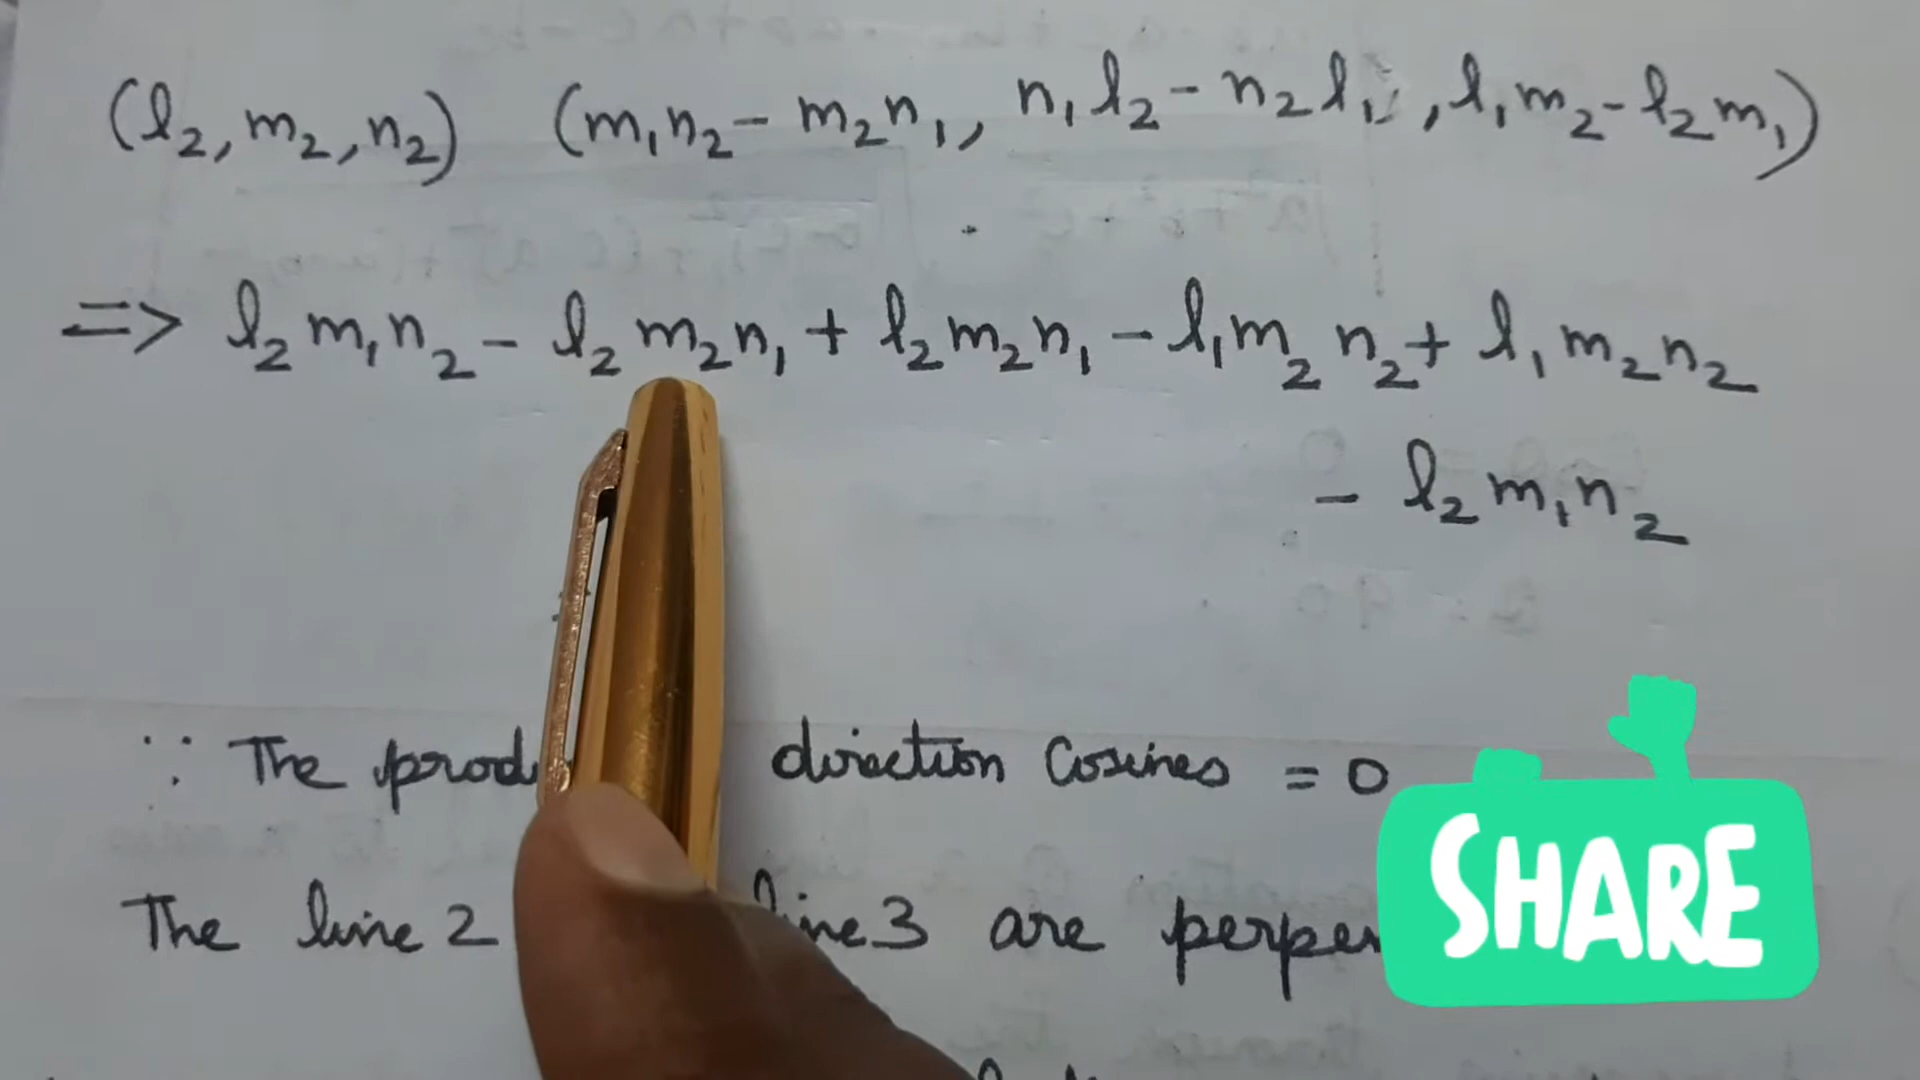 (l₂, m₂, n₂) (m₁n₂ - m₂n₁, n₁l₂ - n₂l₁, l₁m₂ - l₂m₁)
=> l₂m₁n₂ - l₂m₂n₁ + l₂m₂n₁ - l₁m₂n₂ + l₁m₂n₂
- l₂m₁n₂
∵ The prod direction Cosines = 0
The line 2 line 3 are perpen
SHARE